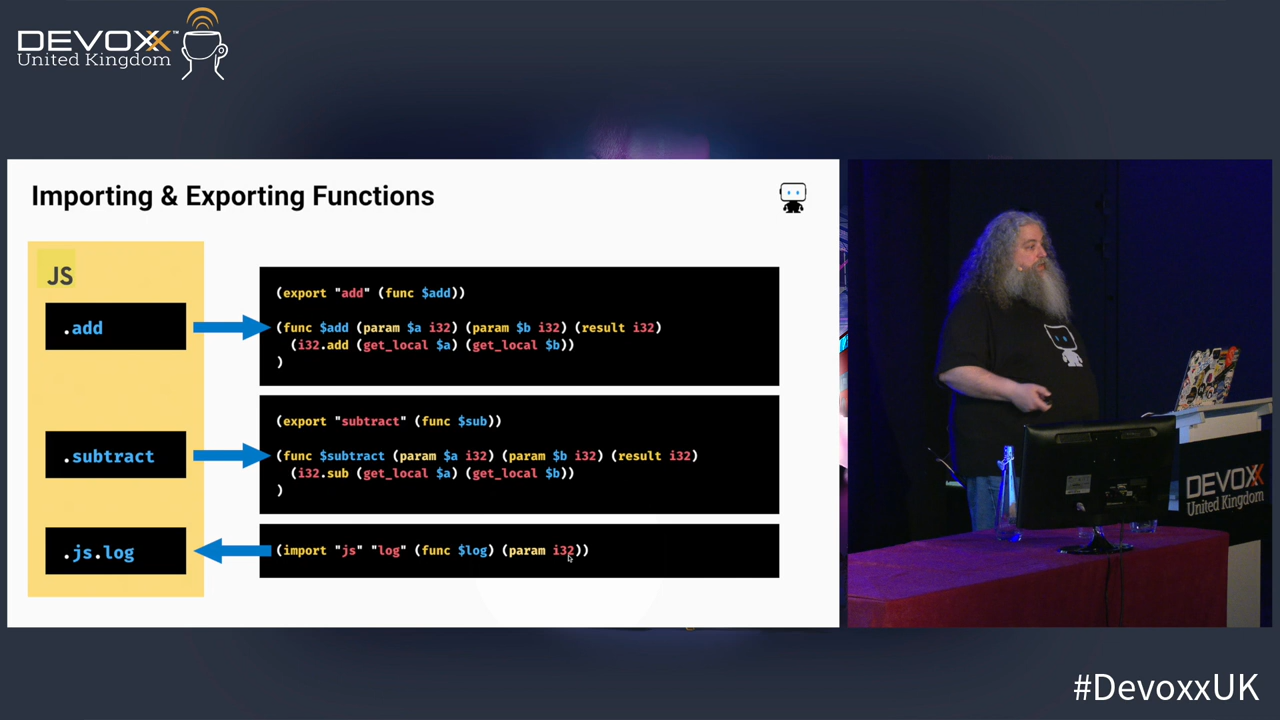 DEVOXX™
United Kingdom
Importing & Exporting Functions
JS
.add
(export "add" (func $add))
(func $add (param $a i32) (param $b i32) (result i32)
(i32.add (get_local $a) (get_local $b))
)
.subtract
(export "subtract" (func $sub))
(func $subtract (param $a i32) (param $b i32) (result i32)
(i32.sub (get_local $a) (get_local $b))
)
.js.log
(import "js" "log" (func $log) (param i32))
DEVOXX
United Kingdom
#DevoxxUK